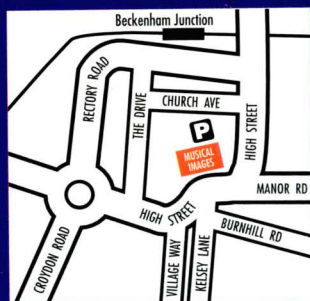 Beckenham Junction
RECTORY ROAD
THE DRIVE
CHURCH AVE
HIGH STREET
P
MUSICAL
IMAGES
MANOR RD
HIGH STREET
BURNHILL RD
CROYDON ROAD
VILLAGE WAY
KELSEY LANE